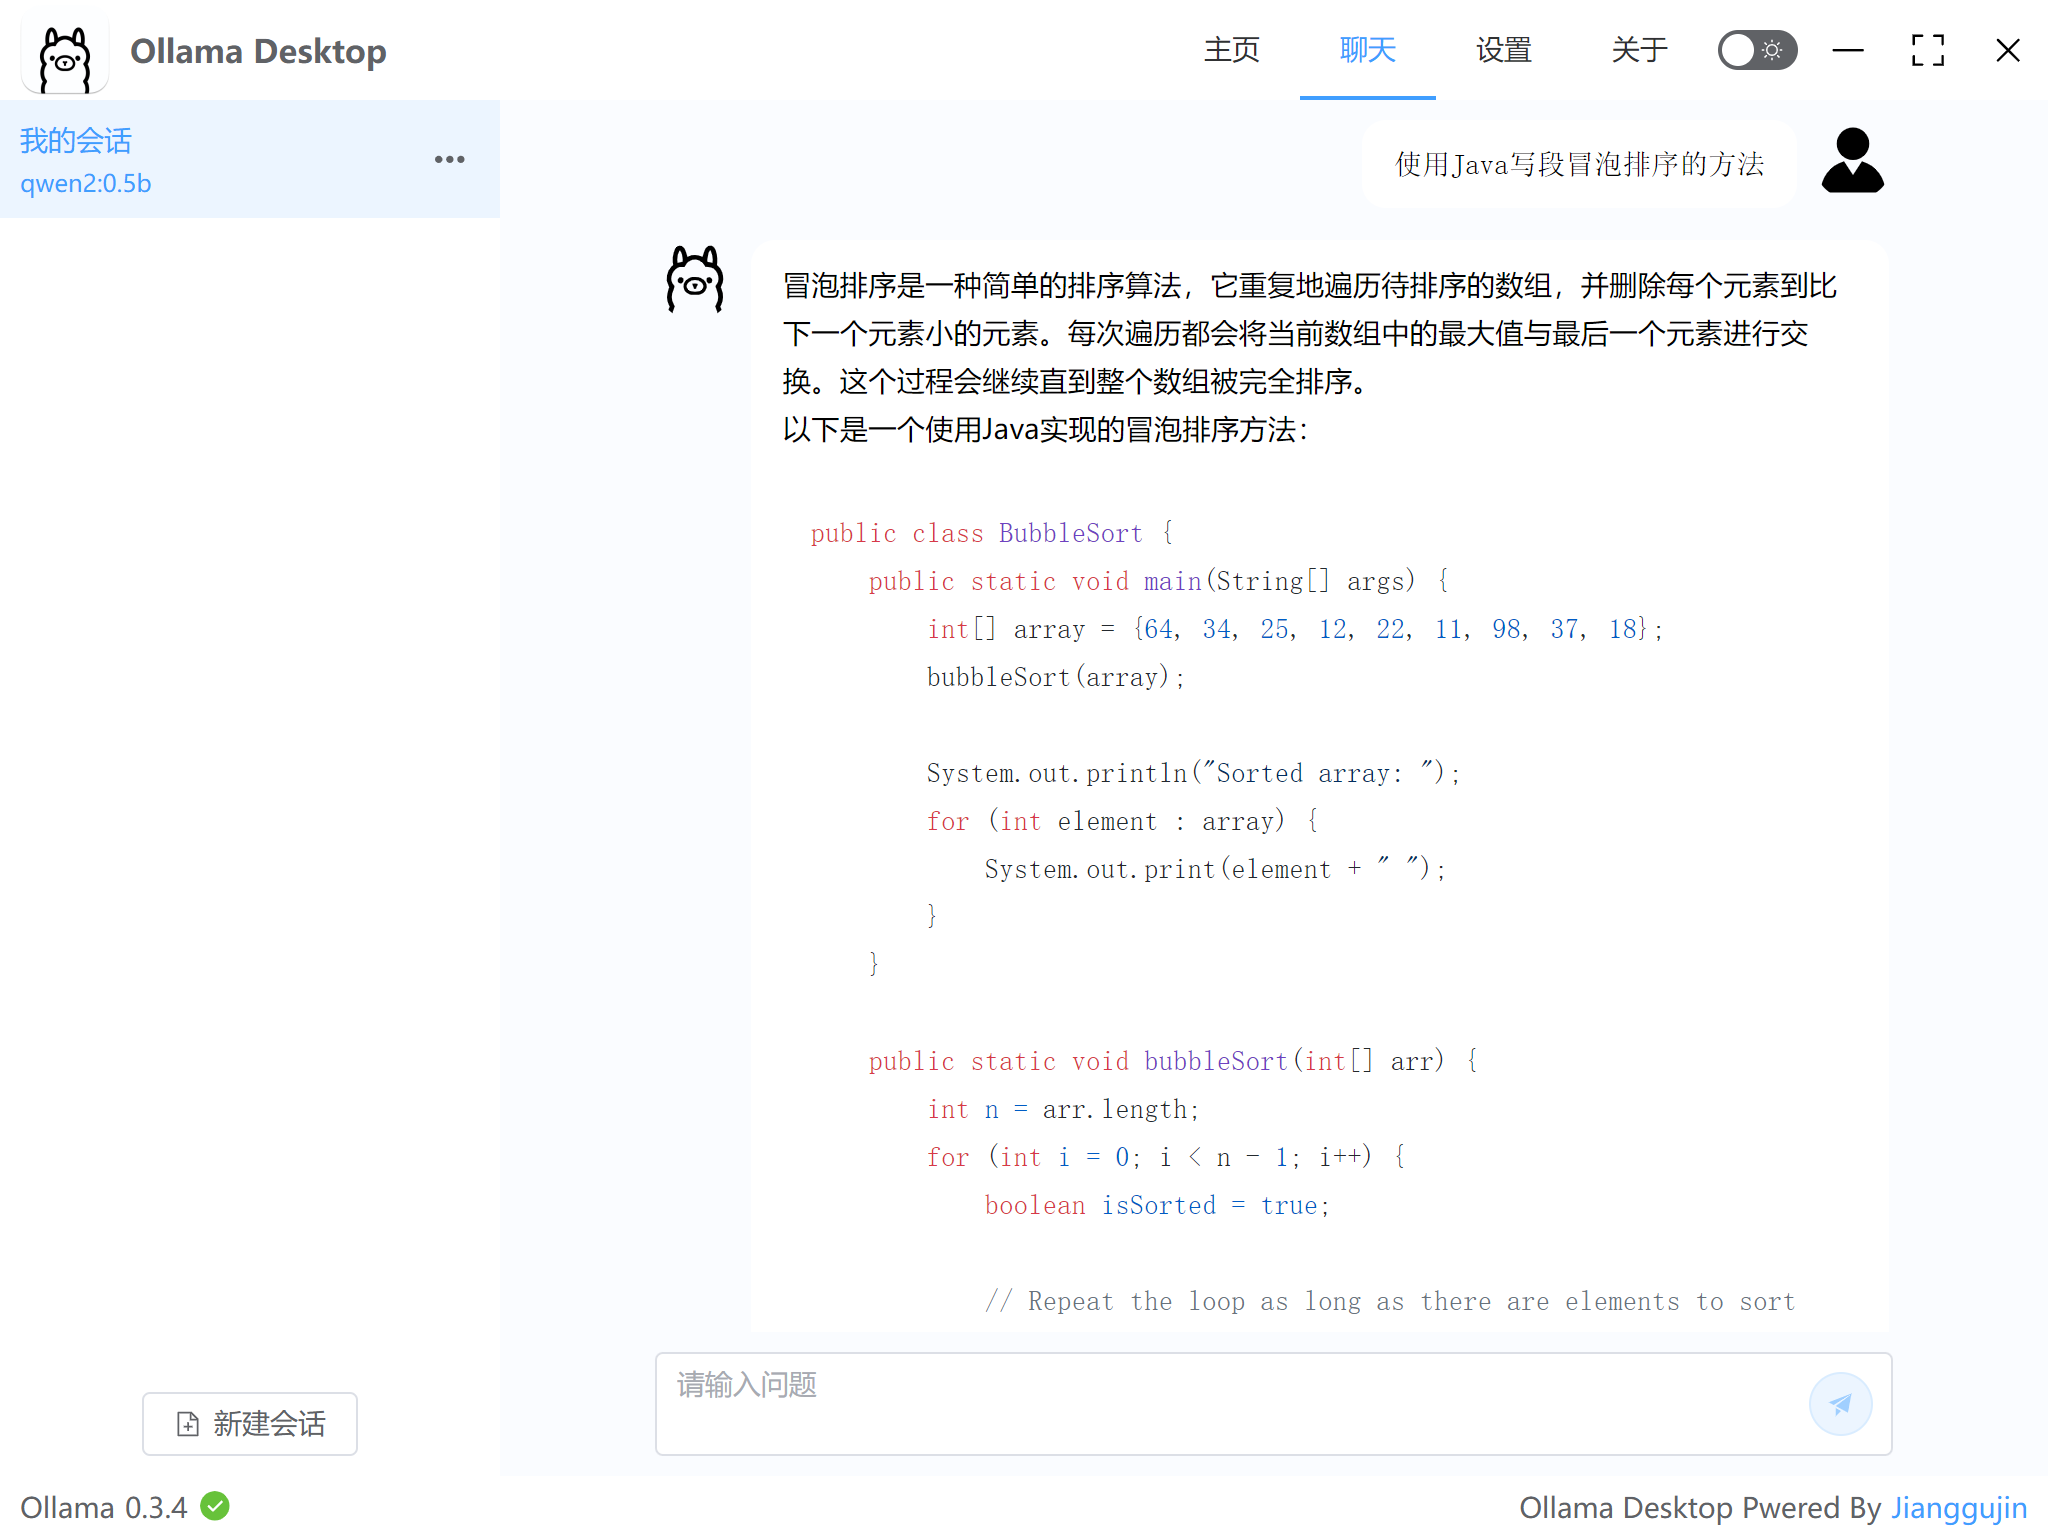 Ollama Desktop
主页
聊天
设置
关于
我的会话
qwen2:0.5b
使用Java写段冒泡排序的方法
冒泡排序是一种简单的排序算法，它重复地遍历待排序的数组，并删除每个元素到比
下一个元素小的元素。每次遍历都会将当前数组中的最大值与最后一个元素进行交
换。这个过程会继续直到整个数组被完全排序。
以下是一个使用Java实现的冒泡排序方法：
public class BubbleSort {
    public static void main(String[] args) {
        int[] array = {64, 34, 25, 12, 22, 11, 98, 37, 18};
        bubbleSort(array);
        System.out.println("Sorted array: ");
        for (int element : array) {
            System.out.print(element + " ");
        }
    }
    public static void bubbleSort(int[] arr) {
        int n = arr.length;
        for (int i = 0; i < n - 1; i++) {
            boolean isSorted = true;
            // Repeat the loop as long as there are elements to sort
请输入问题
新建会话
Ollama 0.3.4
Ollama Desktop Pwered By Jianggujin